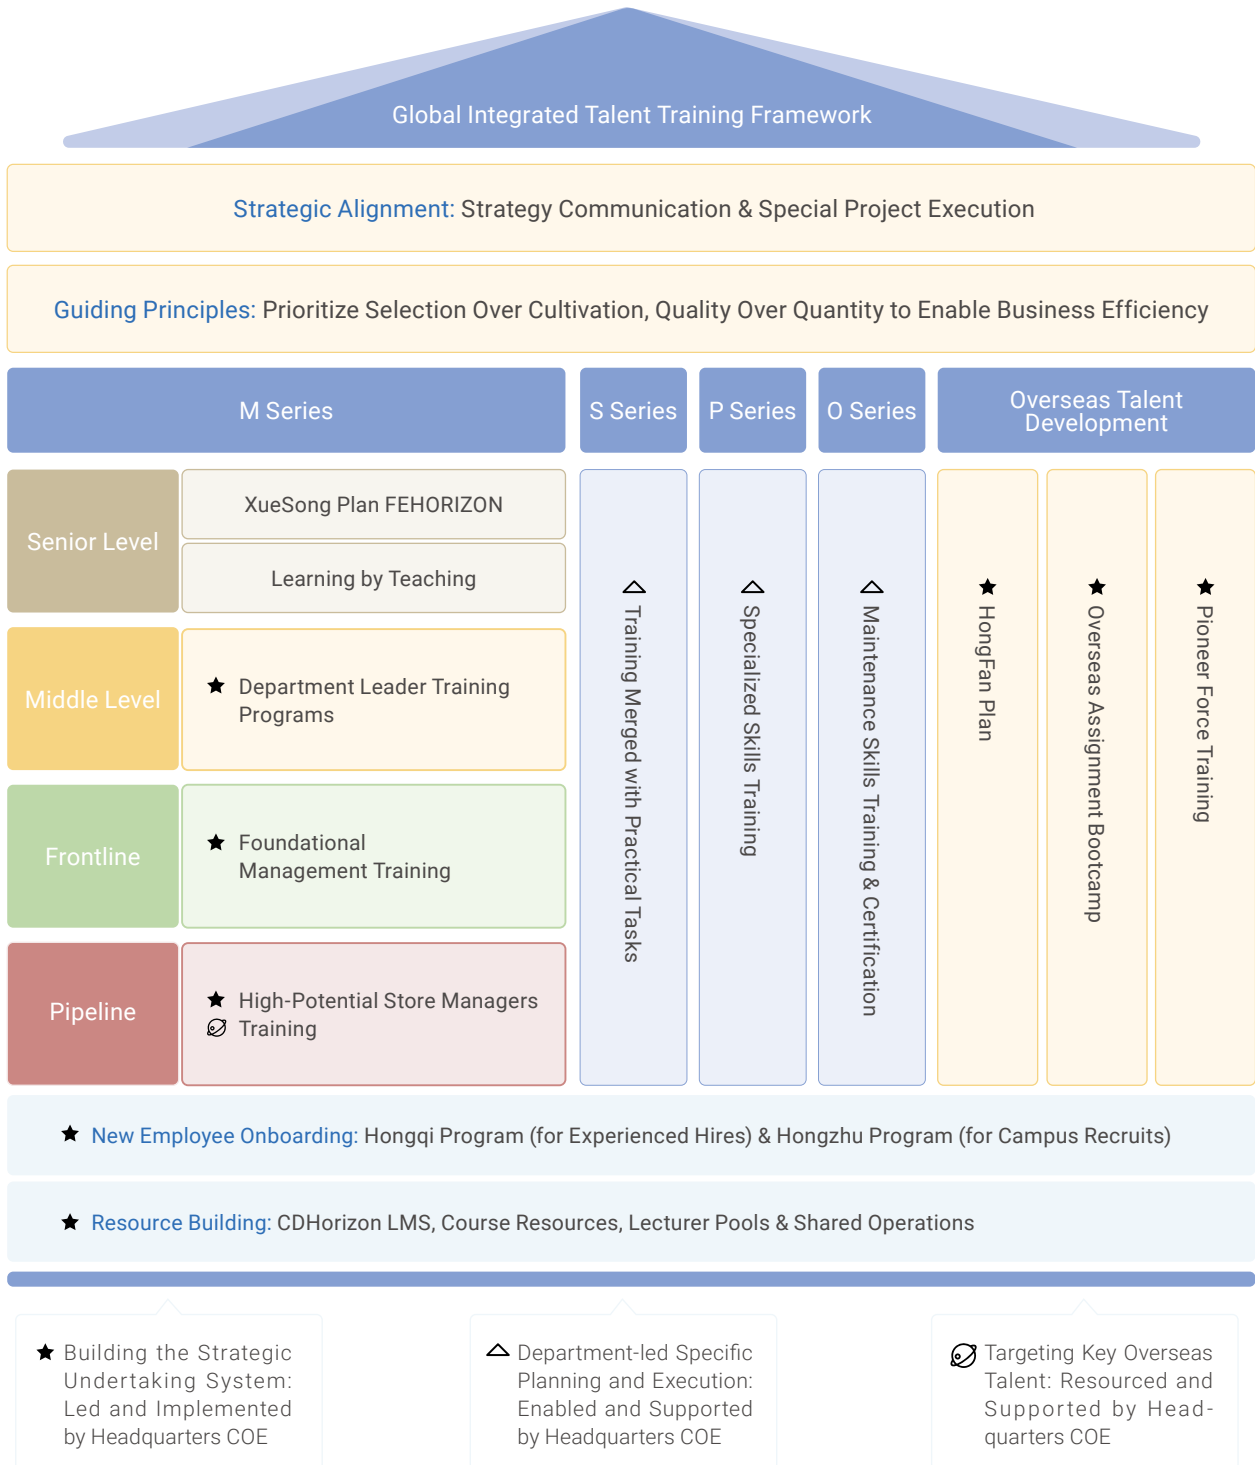 Global Integrated Talent Training Framework
Strategic Alignment: Strategy Communication & Special Project Execution
Guiding Principles: Prioritize Selection Over Cultivation, Quality Over Quantity to Enable Business Efficiency
M Series
S Series
P Series
O Series
Overseas Talent
Development
Senior Level
XueSong Plan FEHORIZON
Learning by Teaching
Middle Level
Department Leader Training
Programs
Frontline
Foundational
Management Training
Pipeline
High-Potential Store Managers
Training
Training Merged with Practical Tasks
Specialized Skills Training
Maintenance Skills Training & Certification
HongFan Plan
Overseas Assignment Bootcamp
Pioneer Force Training
New Employee Onboarding: Hongqi Program (for Experienced Hires) & Hongzhu Program (for Campus Recruits)
Resource Building: CDHorizon LMS, Course Resources, Lecturer Pools & Shared Operations
Building the Strategic
Undertaking System:
Led and Implemented
by Headquarters COE
Department-led Specific
Planning and Execution:
Enabled and Supported
by Headquarters COE
Targeting Key Overseas
Talent: Resourced and
Supported by Head-
quarters COE